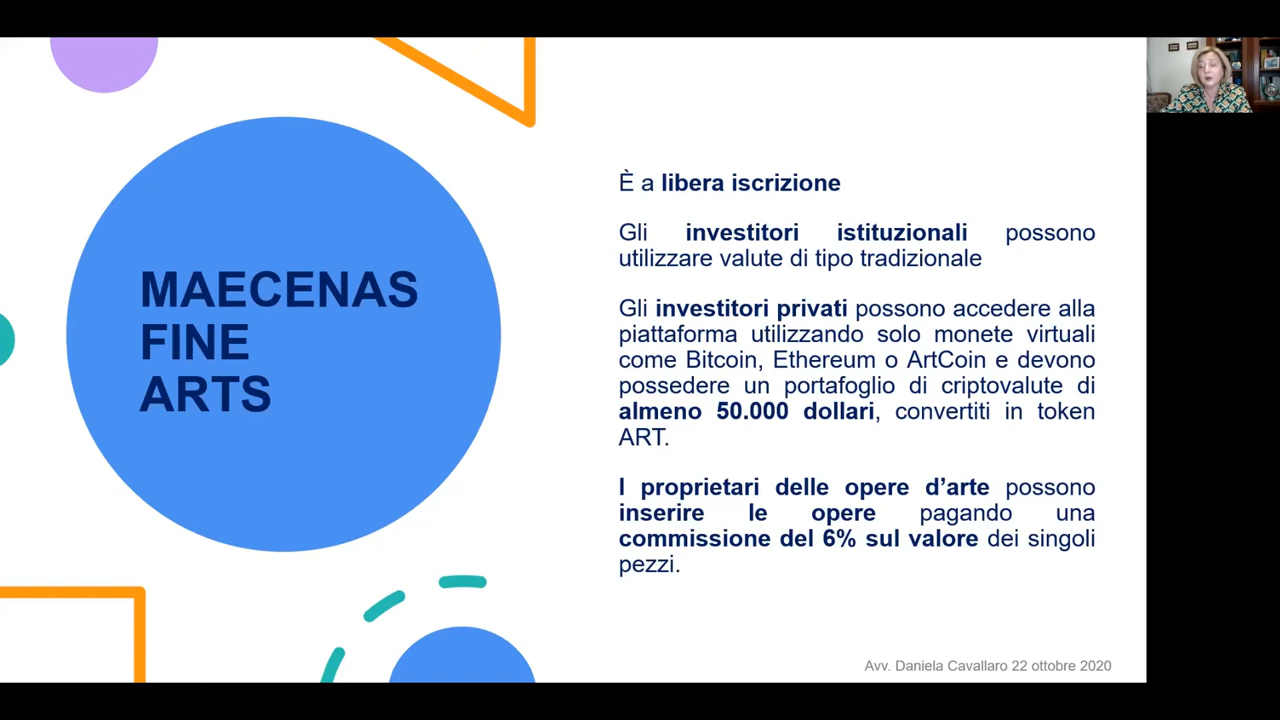 MAECENAS
FINE
ARTS
È a libera iscrizione
Gli investitori istituzionali possono
utilizzare valute di tipo tradizionale
Gli investitori privati possono accedere alla
piattaforma utilizzando solo monete virtuali
come Bitcoin, Ethereum o ArtCoin e devono
possedere un portafoglio di criptovalute di
almeno 50.000 dollari, convertiti in token
ART.
I proprietari delle opere d’arte possono
inserire le opere pagando una
commissione del 6% sul valore dei singoli
pezzi.
Avv. Daniela Cavallaro 22 ottobre 2020